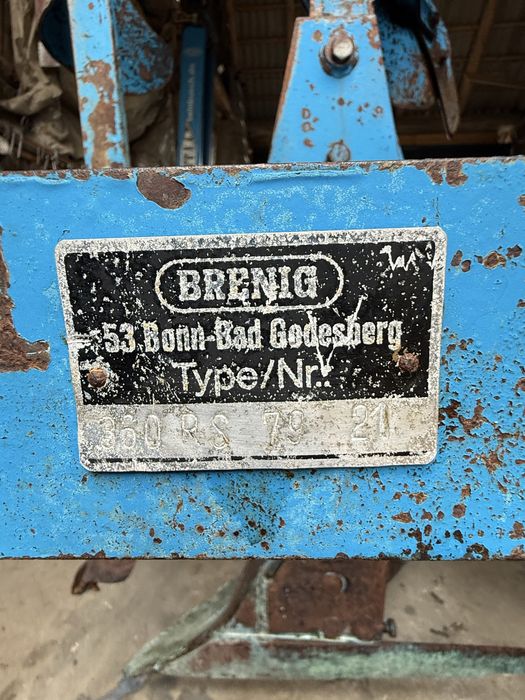 BRENIG
53 Bonn-Bad Godesberg
Type/Nr.:
360 RS 79 21